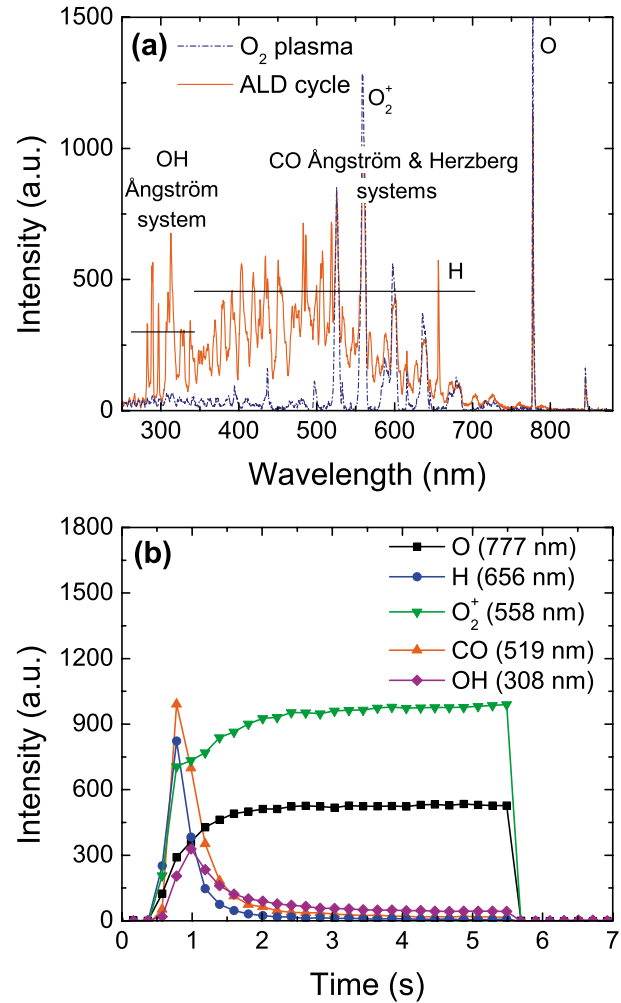 (a)
O₂ plasma
ALD cycle
O
O₂⁺
OH
Ångström
system
CO Ångström & Herzberg
systems
H
1500
1000
500
0
Intensity (a.u.)
300 400 500 600 700 800
Wavelength (nm)
(b)
O (777 nm)
H (656 nm)
O₂⁺ (558 nm)
CO (519 nm)
OH (308 nm)
1800
1500
1200
900
600
300
0
Intensity (a.u.)
0 1 2 3 4 5 6 7
Time (s)